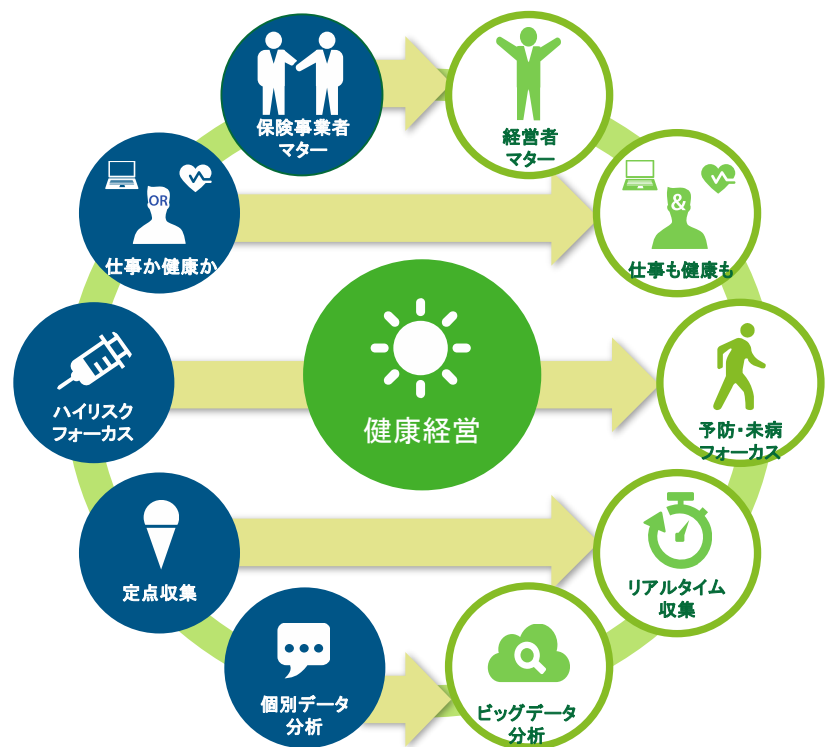 保険事業者
マター
経営者
マター
OR
仕事か健康か
&
仕事も健康も
ハイリスク
フォーカス
健康経営
予防・未病
フォーカス
定点収集
リアルタイム
収集
個別データ
分析
ビッグデータ
分析